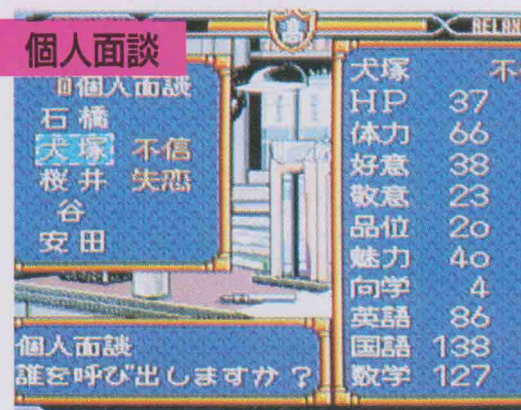 個人面談
高
RELAX
個人面談
石橋
犬塚 不信
桜井 失恋
谷
安田
個人面談
誰を呼び出しますか?
犬塚 不
HP 37
体力 66
好意 38
敬意 23
品位 20
魅力 40
向学 4
英語 86
国語 138
数学 127